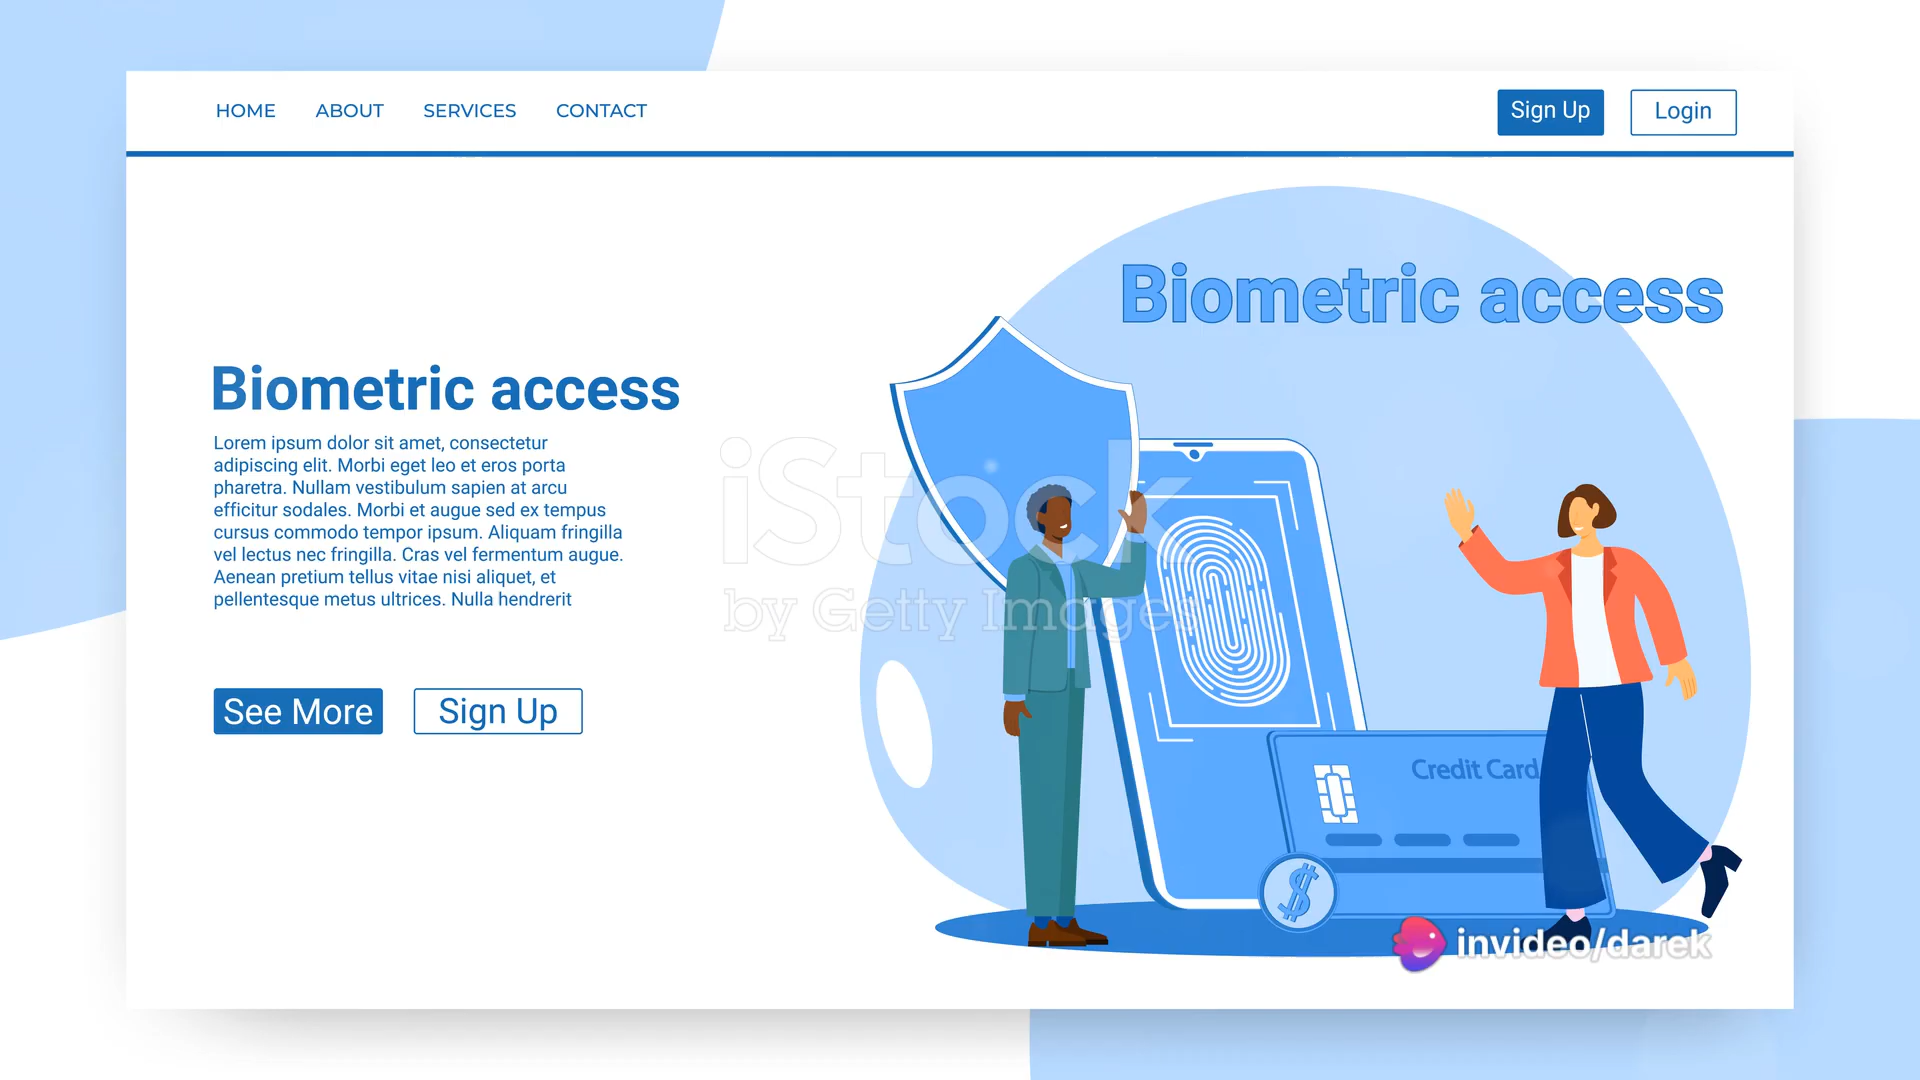 HOME ABOUT SERVICES CONTACT Sign Up Login
Biometric access
Biometric access
Lorem ipsum dolor sit amet, consectetur
adipiscing elit. Morbi eget leo et eros porta
pharetra. Nullam vestibulum sapien at arcu
efficitur sodales. Morbi et augue sed ex tempus
cursus commodo tempor ipsum. Aliquam fringilla
vel lectus nec fringilla. Cras vel fermentum augue.
Aenean pretium tellus vitae nisi aliquet, et
pellentesque metus ultrices. Nulla hendrerit
See More Sign Up
iStock
by Getty Images
Credit Card
$
invideo/darek